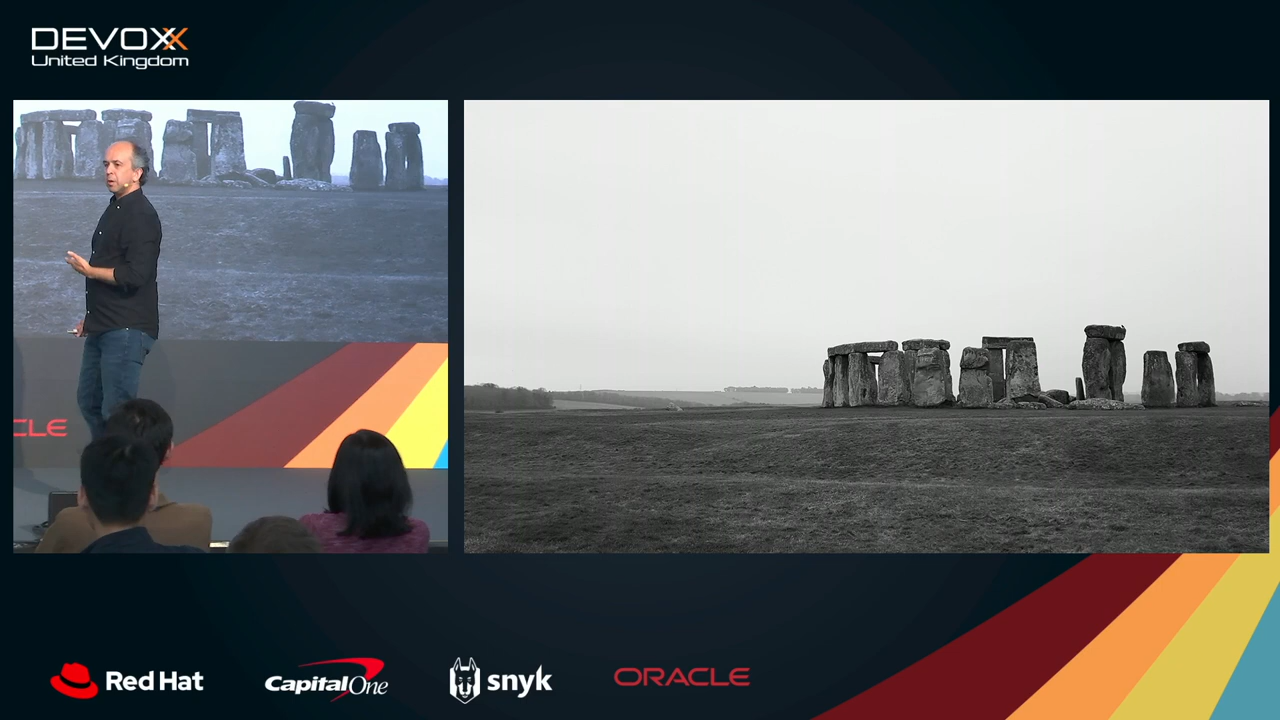 DEVOXX
United Kingdom
CLE
Red Hat
Capital One
snyk
ORACLE